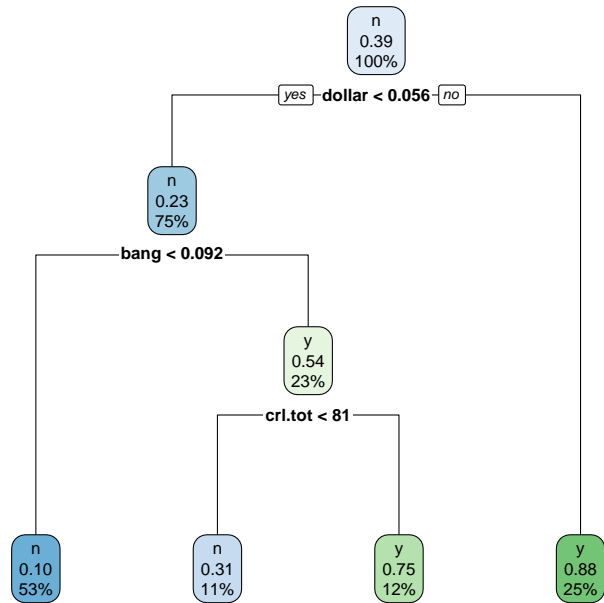 n
0.39
100%
yes dollar < 0.056 no
n
0.23
75%
bang < 0.092
y
0.54
23%
crl.tot < 81
n
0.10
53%
n
0.31
11%
y
0.75
12%
y
0.88
25%